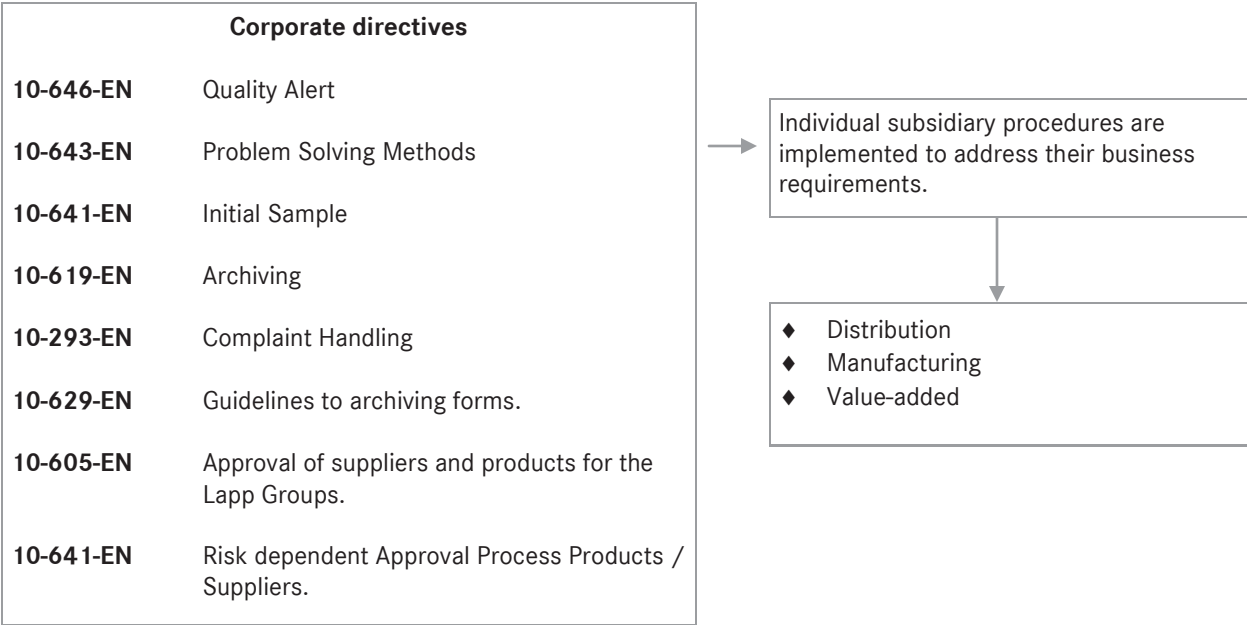 Corporate directives
10-646-EN Quality Alert
10-643-EN Problem Solving Methods
10-641-EN Initial Sample
10-619-EN Archiving
10-293-EN Complaint Handling
10-629-EN Guidelines to archiving forms.
10-605-EN Approval of suppliers and products for the
Lapp Groups.
10-641-EN Risk dependent Approval Process Products /
Suppliers.
Individual subsidiary procedures are
implemented to address their business
requirements.
♦ Distribution
♦ Manufacturing
♦ Value-added